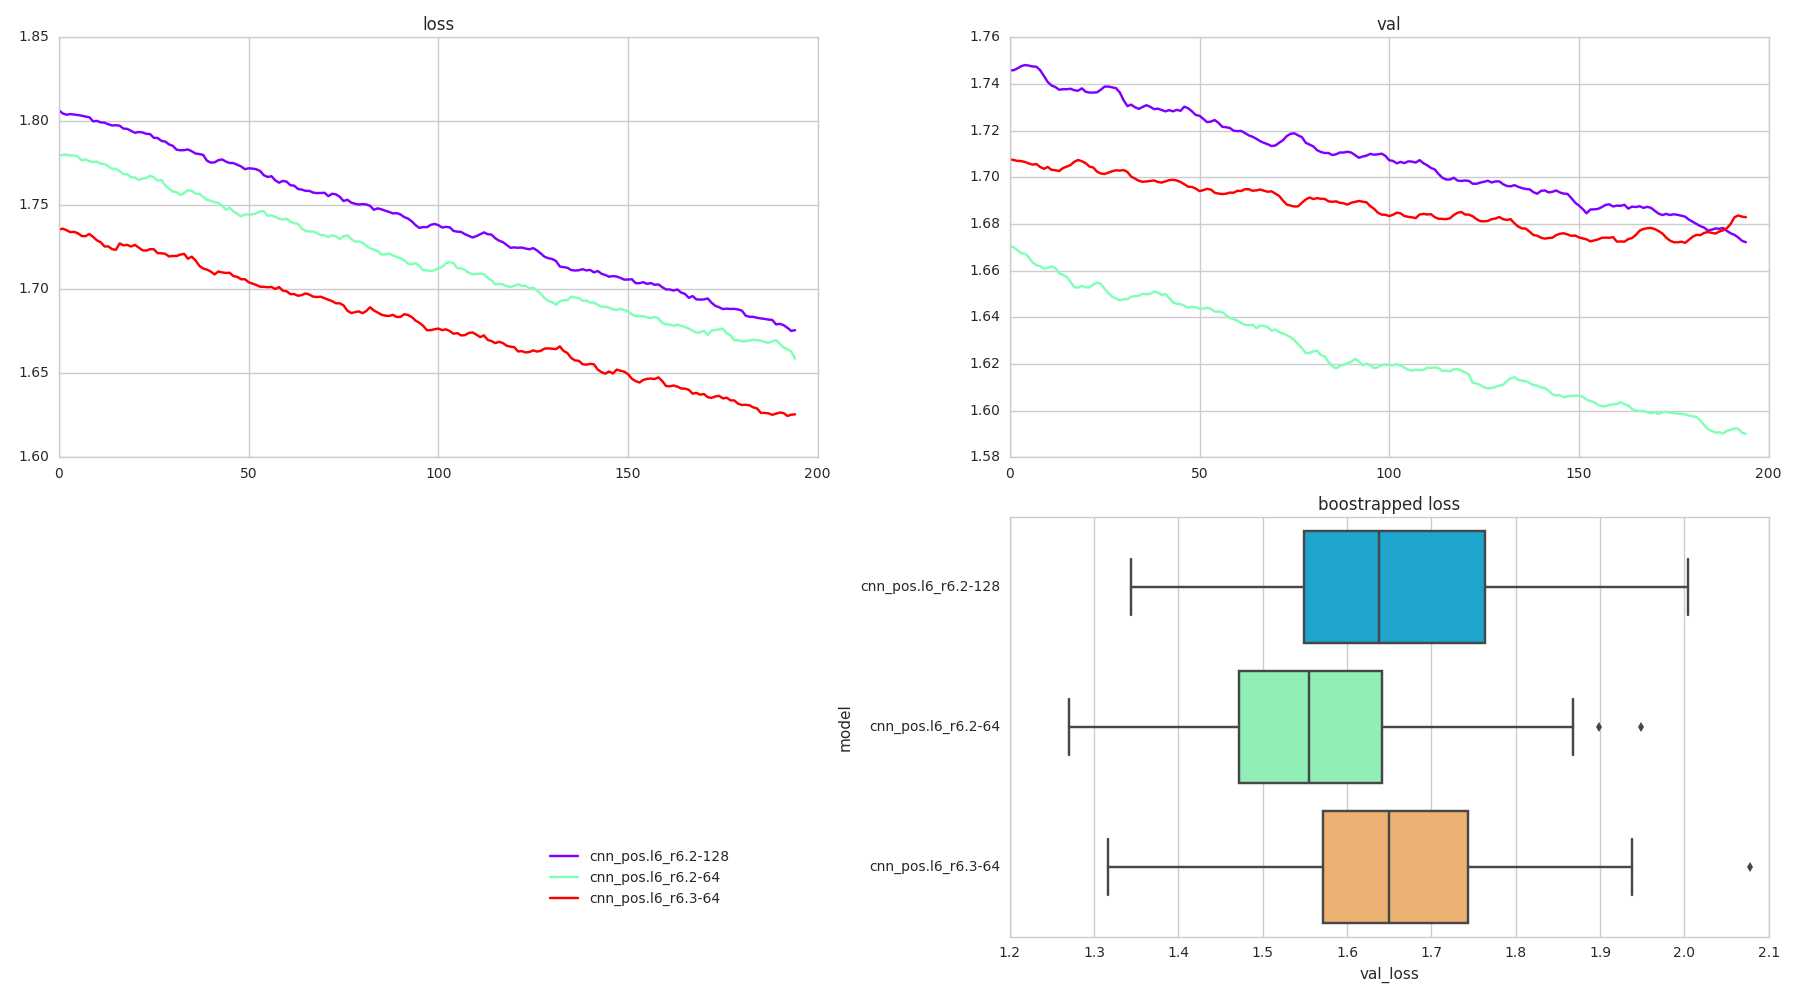 loss
1.85
1.80
1.75
1.70
1.65
1.60
0 50 100 150 200
val
1.76
1.74
1.72
1.70
1.68
1.66
1.64
1.62
1.60
1.58
0 50 100 150 200
cnn_pos.l6_r6.2-128
cnn_pos.l6_r6.2-64
cnn_pos.l6_r6.3-64
boostrapped loss
model
cnn_pos.l6_r6.2-128
cnn_pos.l6_r6.2-64
cnn_pos.l6_r6.3-64
1.2 1.3 1.4 1.5 1.6 1.7 1.8 1.9 2.0 2.1
val_loss